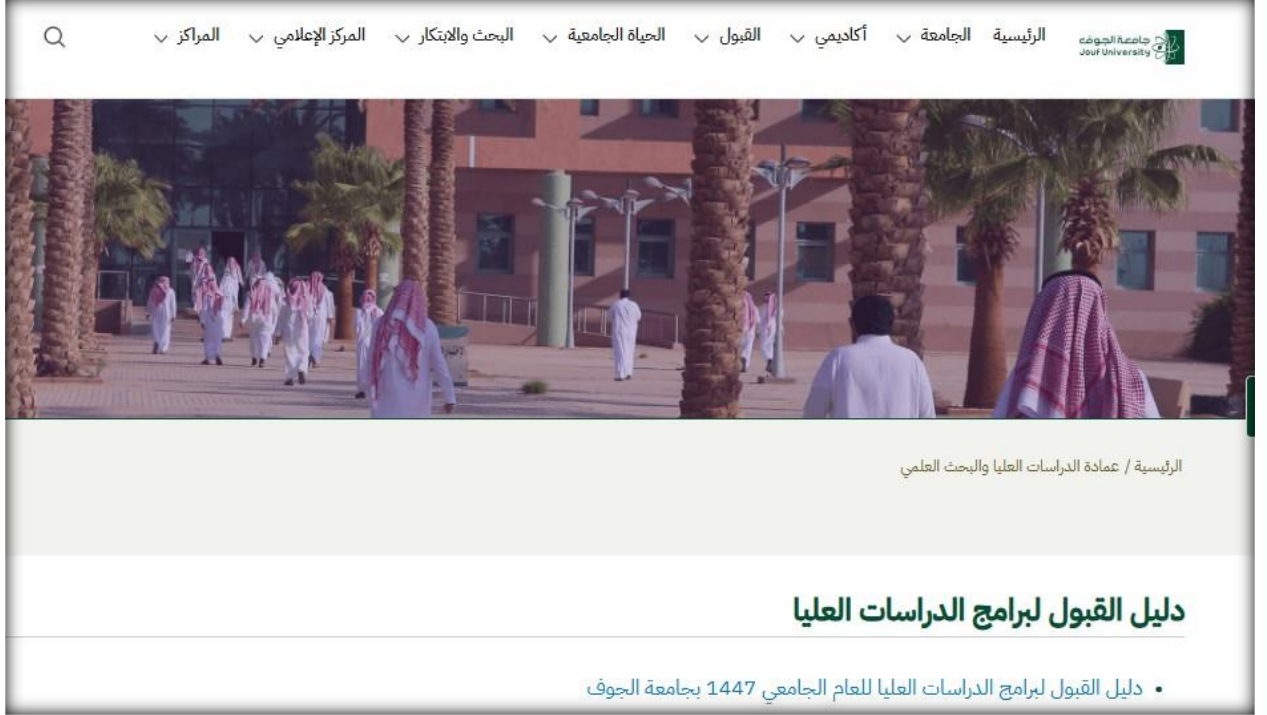 جامعة الجوف
Jouf University
الرئيسية الجامعة أكاديمي القبول الحياة الجامعية البحث والابتكار المركز الإعلامي المراكز
الرئيسية / عمادة الدراسات العليا والبحث العلمي
دليل القبول لبرامج الدراسات العليا
• دليل القبول لبرامج الدراسات العليا للعام الجامعي 1447 بجامعة الجوف